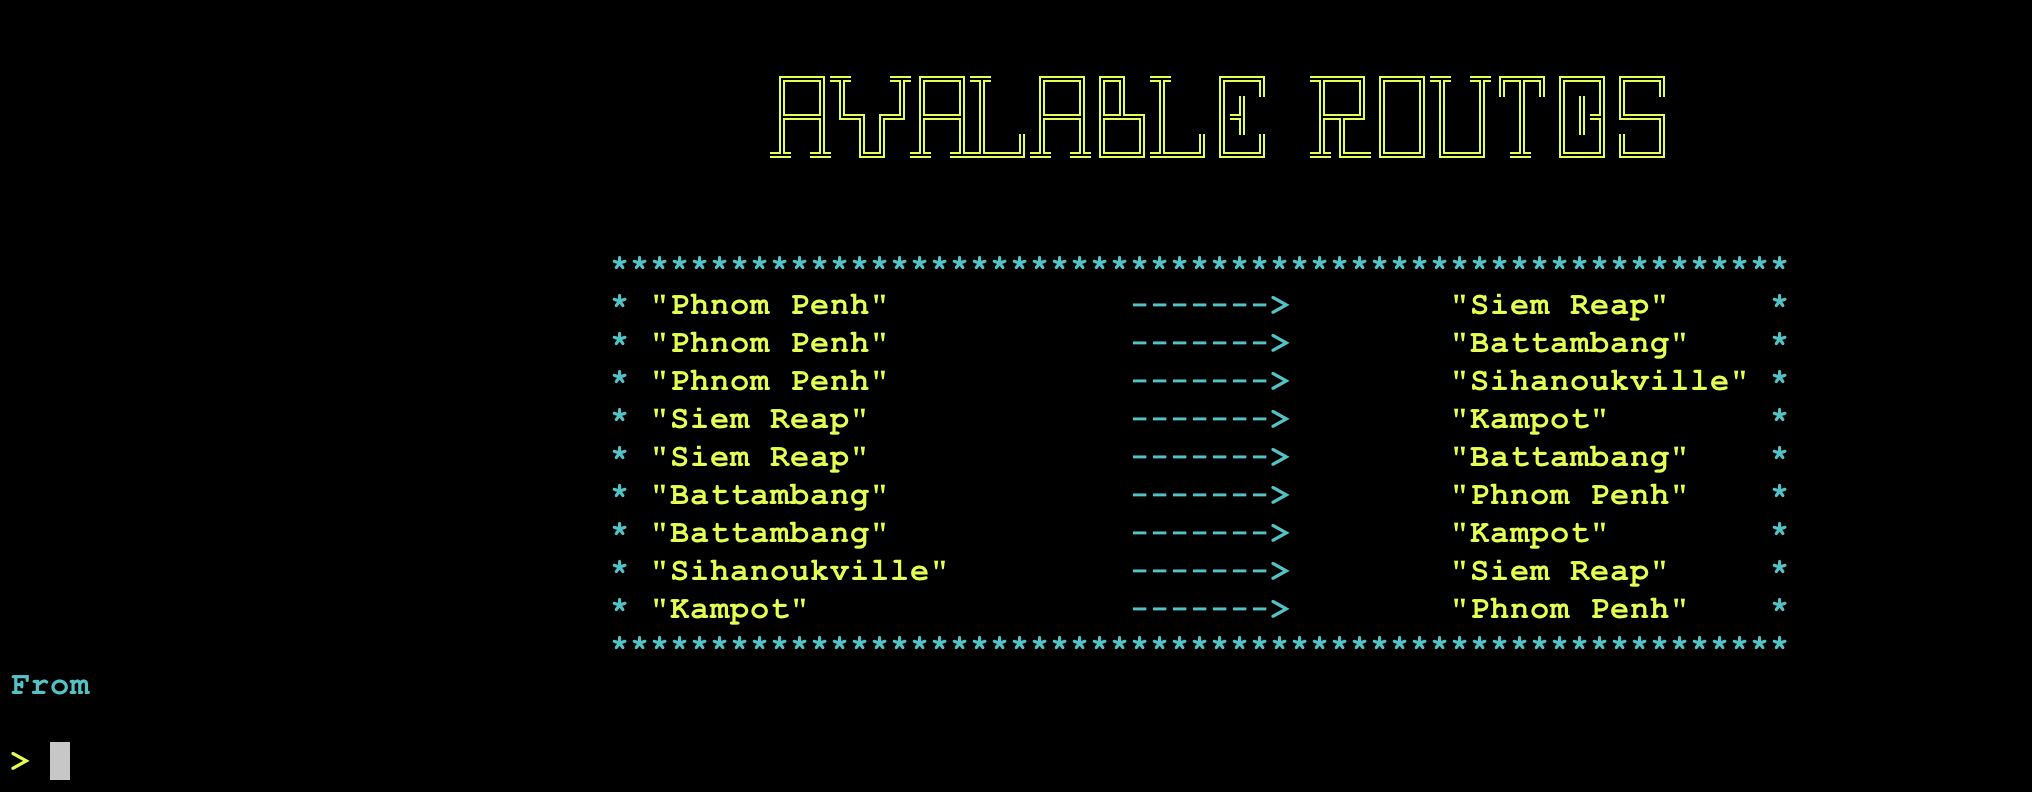 AVALABLE ROUTES
***********************************************************
* "Phnom Penh" -------> "Siem Reap" *
* "Phnom Penh" -------> "Battambang" *
* "Phnom Penh" -------> "Sihanoukville" *
* "Siem Reap" -------> "Kampot" *
* "Siem Reap" -------> "Battambang" *
* "Battambang" -------> "Phnom Penh" *
* "Battambang" -------> "Kampot" *
* "Sihanoukville" -------> "Siem Reap" *
* "Kampot" -------> "Phnom Penh" *
***********************************************************
From
>